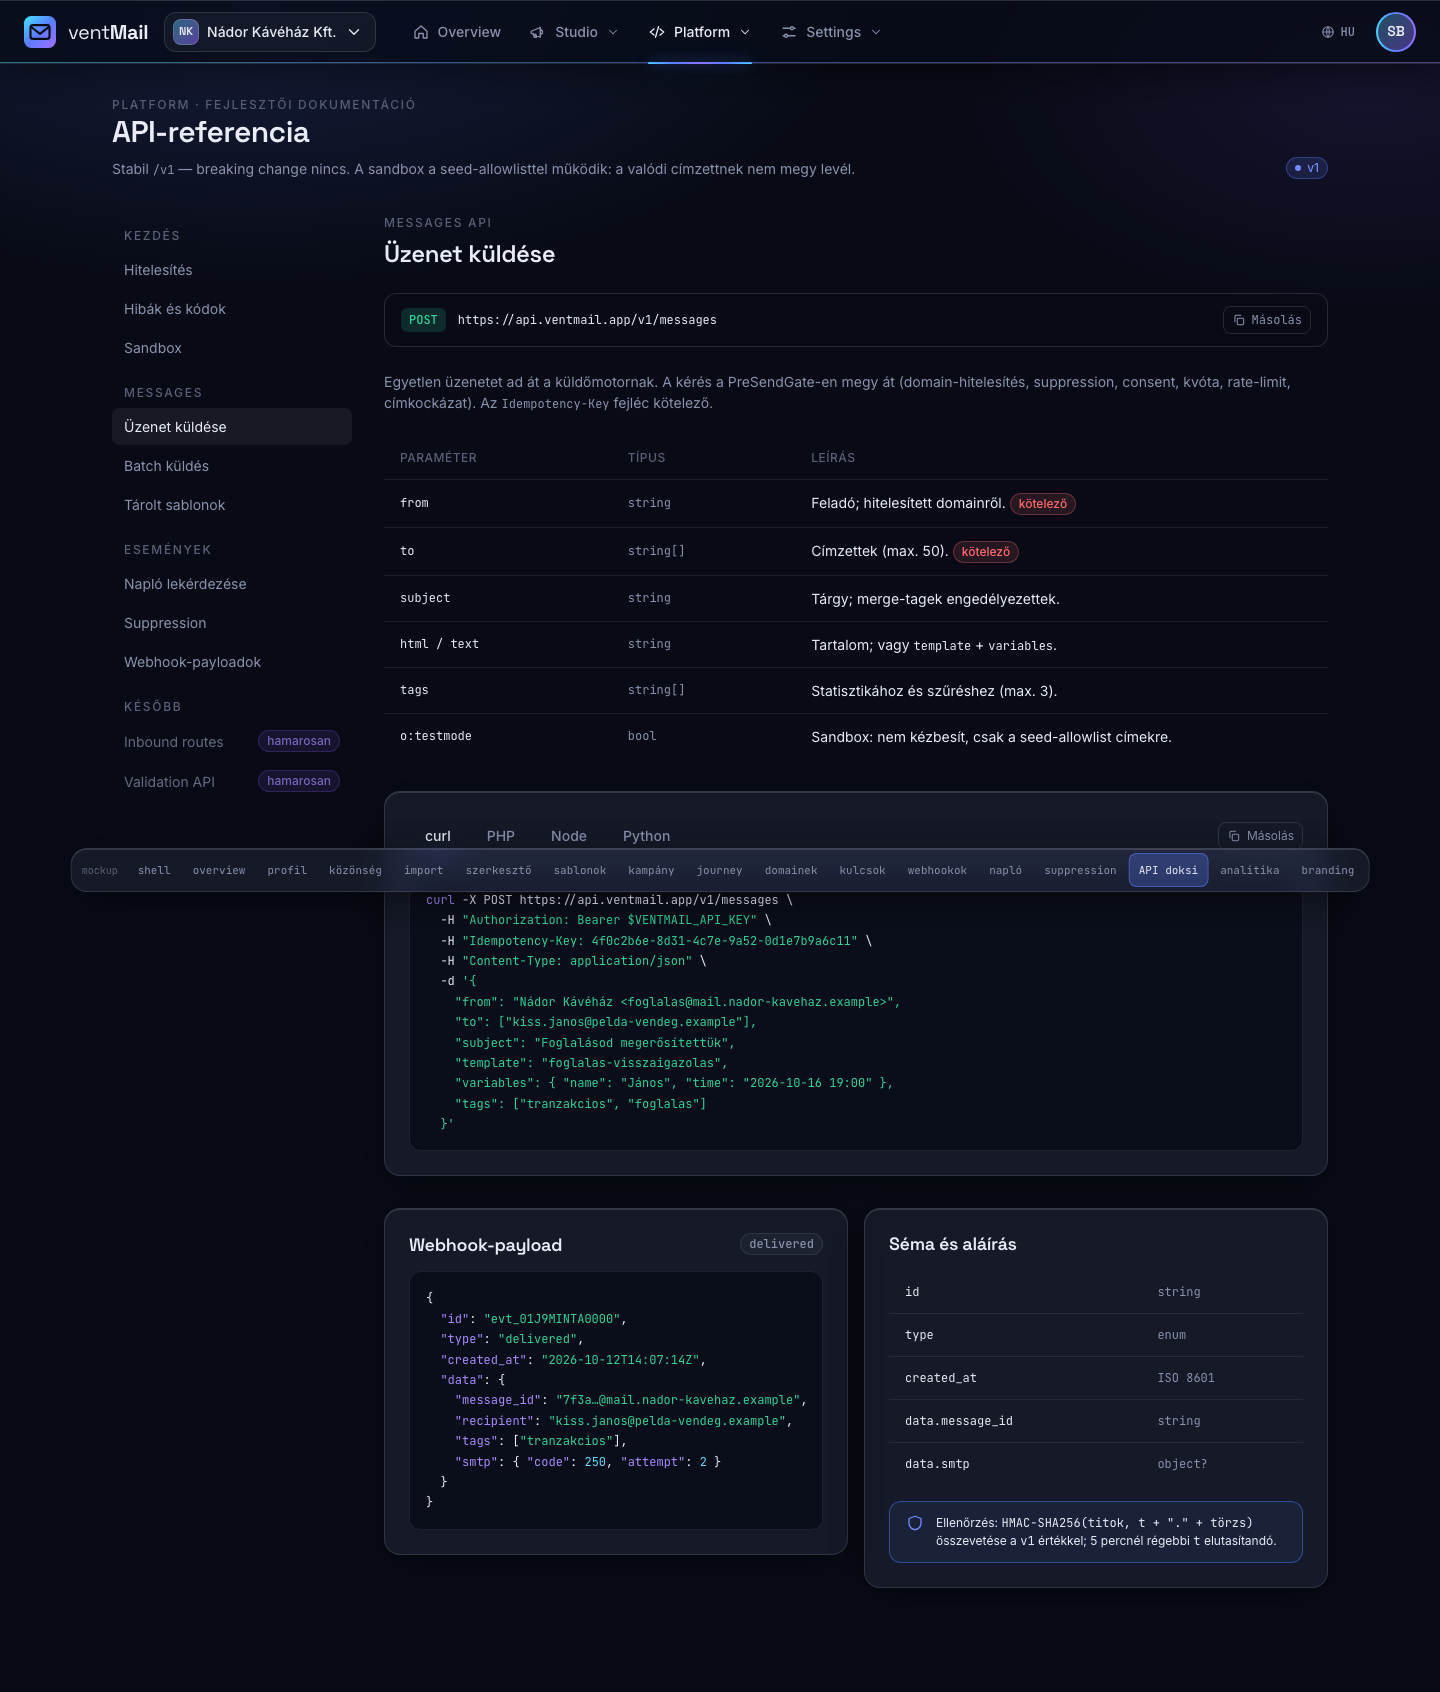 ventMail
NK Nádor Kávéház Kft.
Overview
Studio
Platform
Settings
HU
SB
PLATFORM · FEJLESZTŐI DOKUMENTÁCIÓ
API-referencia
Stabil /v1 — breaking change nincs. A sandbox a seed-allowlisttel működik: a valódi címzettnek nem megy levél.
v1
KEZDÉS
Hitelesítés
Hibák és kódok
Sandbox
MESSAGES
Üzenet küldése
Batch küldés
Tárolt sablonok
ESEMÉNYEK
Napló lekérdezése
Suppression
Webhook-payloadok
KÉSŐBB
Inbound routes hamarosan
Validation API hamarosan
MESSAGES API
Üzenet küldése
POST https://api.ventmail.app/v1/messages Másolás
Egyetlen üzenetet ad át a küldőmotornak. A kérés a PreSendGate-en megy át (domain-hitelesítés, suppression, consent, kvóta, rate-limit,
címkockázat). Az Idempotency-Key fejléc kötelező.
PARAMÉTER TÍPUS LEÍRÁS
from string Feladó; hitelesített domainről. kötelező
to string[] Címzettek (max. 50). kötelező
subject string Tárgy; merge-tagek engedélyezettek.
html / text string Tartalom; vagy template + variables.
tags string[] Statisztikához és szűréshez (max. 3).
o:testmode bool Sandbox: nem kézbesít, csak a seed-allowlist címekre.
curl PHP Node Python Másolás
mockup shell overview profil közönség import szerkesztő sablonok kampány journey domainek kulcsok webhookok napló suppression API doksi analitika branding
curl -X POST https://api.ventmail.app/v1/messages \
-H "Authorization: Bearer $VENTMAIL_API_KEY" \
-H "Idempotency-Key: 4f0c2b6e-8d31-4c7e-9a52-0d1e7b9a6c11" \
-H "Content-Type: application/json" \
-d '{
"from": "Nádor Kávéház <foglalas@mail.nador-kavehaz.example>",
"to": ["kiss.janos@pelda-vendeg.example"],
"subject": "Foglalásod megerősítettük",
"template": "foglalas-visszaigazolas",
"variables": { "name": "János", "time": "2026-10-16 19:00" },
"tags": ["tranzakcios", "foglalas"]
}'
Webhook-payload delivered
{
"id": "evt_01J9MINTA0000",
"type": "delivered",
"created_at": "2026-10-12T14:07:14Z",
"data": {
"message_id": "7f3a…@mail.nador-kavehaz.example",
"recipient": "kiss.janos@pelda-vendeg.example",
"tags": ["tranzakcios"],
"smtp": { "code": 250, "attempt": 2 }
}
}
Séma és aláírás
id string
type enum
created_at ISO 8601
data.message_id string
data.smtp object?
Ellenőrzés: HMAC-SHA256(titok, t + "." + törzs)
összevetése a v1 értékkel; 5 percnél régebbi t elutasítandó.